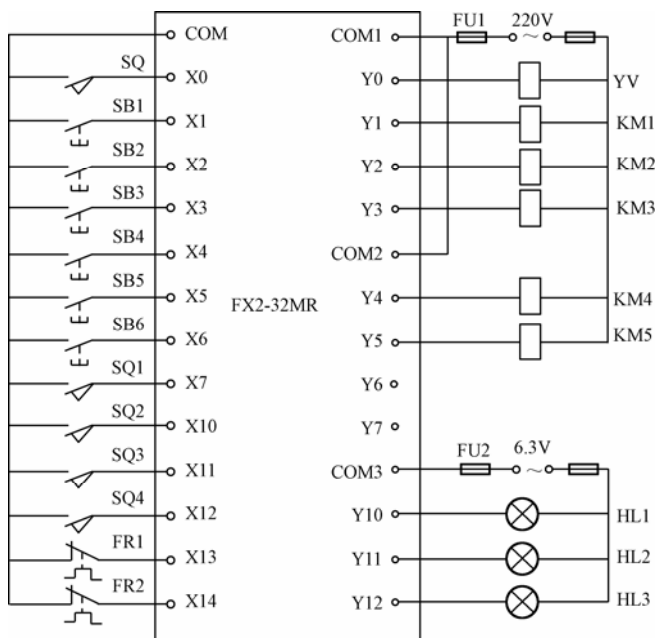 COM COM1 FU1 220V
SQ X0 Y0 YV
SB1 X1 Y1 KM1
SB2 X2 Y2 KM2
SB3 X3 Y3 KM3
SB4 X4 COM2
SB5 X5 FX2-32MR Y4 KM4
SB6 X6 Y5 KM5
SQ1 X7 Y6
SQ2 X10 Y7
SQ3 X11 COM3 FU2 6.3V
SQ4 X12 Y10 HL1
FR1 X13 Y11 HL2
FR2 X14 Y12 HL3